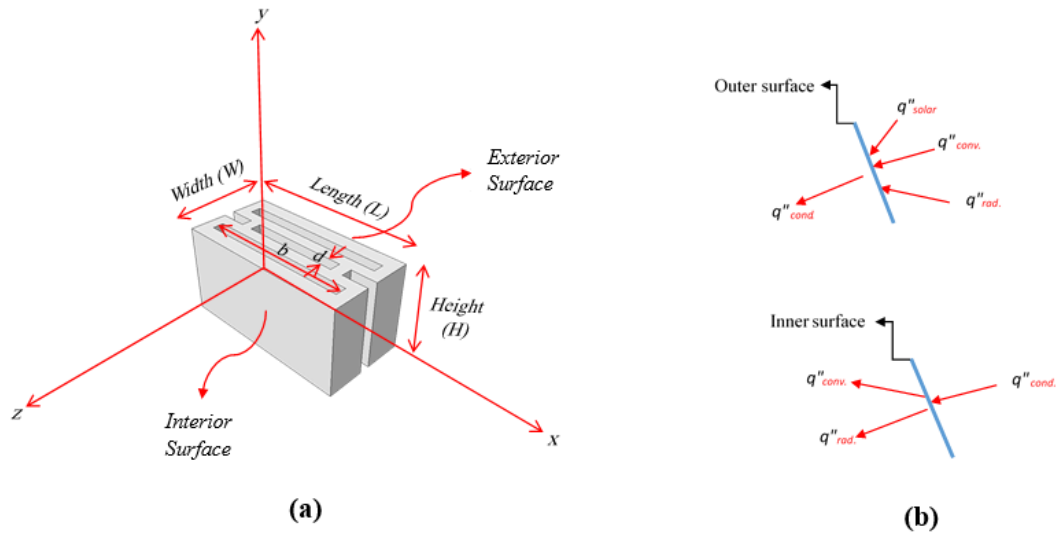 y
Width (W)
Length (L)
Exterior
Surface
b
d
Height
(H)
z
x
Interior
Surface
(a)
Outer surface
q"solar
q"conv.
q"cond.
q"rad.
Inner surface
q"conv.
q"cond.
q"rad.
(b)